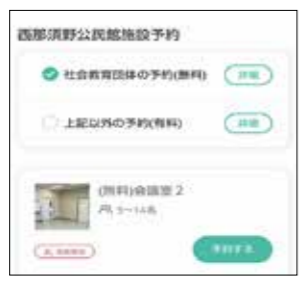 西那須野公民館施設予約
社会教育団体の予約(無料)
詳細
上記以外の予約(有料)
詳細
(無料)会議室2
5~14名
予約する